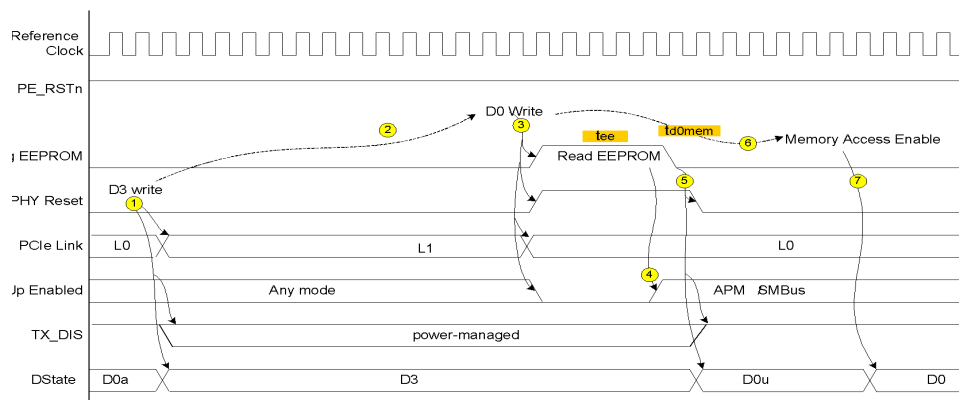 Reference
Clock
PE_RSTn
D0 Write
2
3
tee
td0mem
6
Memory Access Enable
EEPROM
Read EEPROM
D3 write
5
7
1
PHY Reset
PCIe Link
L0
L1
L0
4
Up Enabled
Any mode
APM /SMBus
TX_DIS
power-managed
DState
D0a
D3
D0u
D0